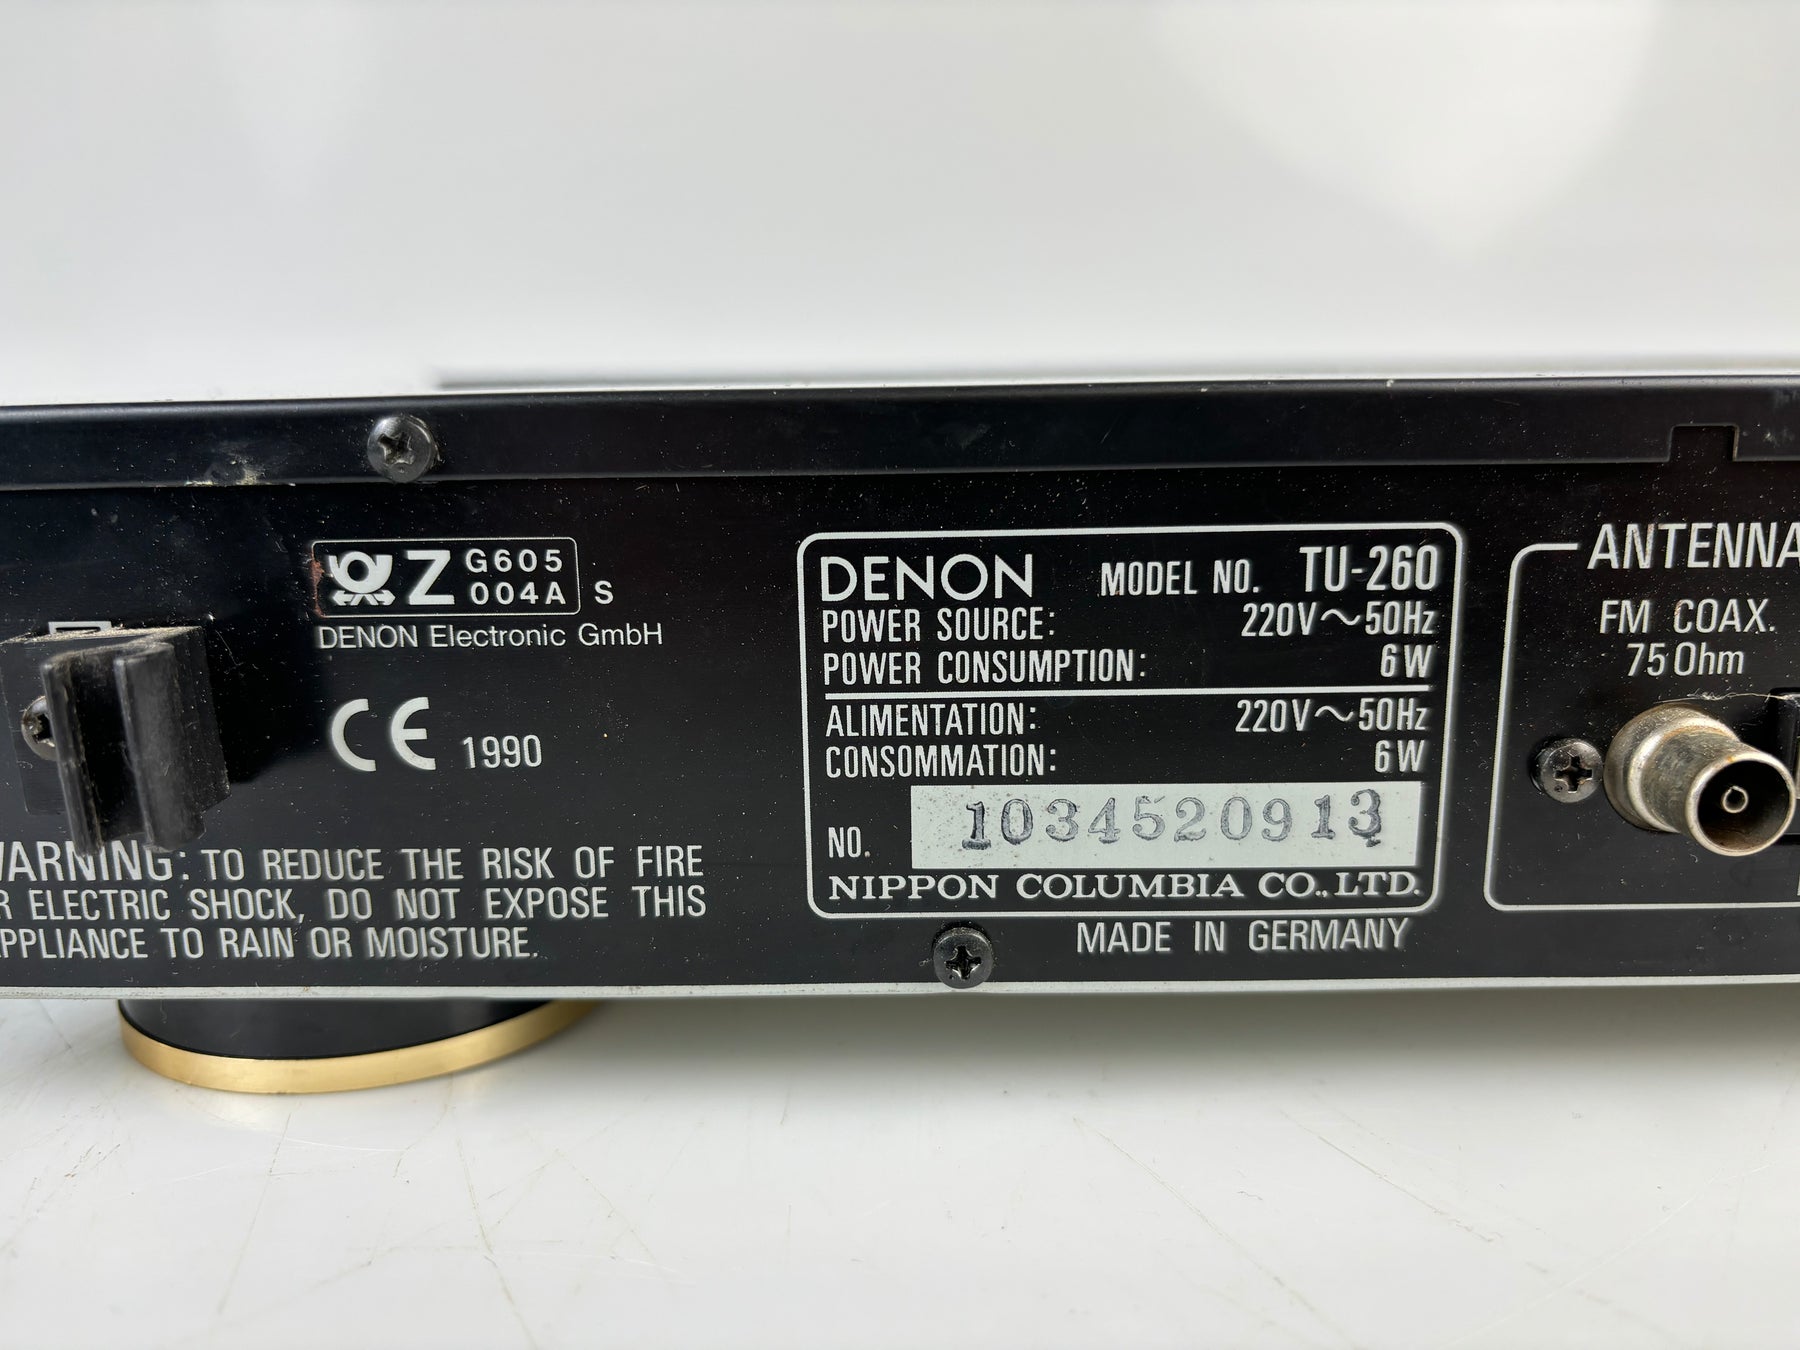 Z G605
004A S
DENON Electronic GmbH
CE 1990
WARNING: TO REDUCE THE RISK OF FIRE
R ELECTRIC SHOCK, DO NOT EXPOSE THIS
APPLIANCE TO RAIN OR MOISTURE.
DENON MODEL NO. TU-260
POWER SOURCE: 220V～50Hz
POWER CONSUMPTION: 6W
ALIMENTATION: 220V～50Hz
CONSOMMATION: 6W
NO. 1034520913
NIPPON COLUMBIA CO.,LTD.
MADE IN GERMANY
ANTENNA
FM COAX.
75 Ohm